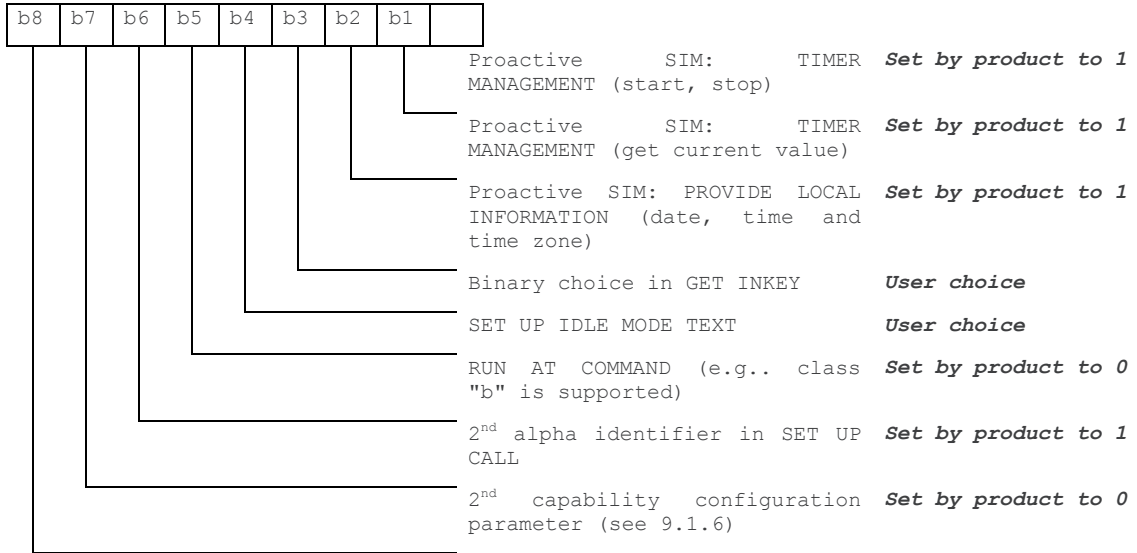 b8 b7 b6 b5 b4 b3 b2 b1
Proactive SIM: TIMER Set by product to 1
MANAGEMENT (start, stop)
Proactive SIM: TIMER Set by product to 1
MANAGEMENT (get current value)
Proactive SIM: PROVIDE LOCAL Set by product to 1
INFORMATION (date, time and
time zone)
Binary choice in GET INKEY User choice
SET UP IDLE MODE TEXT User choice
RUN AT COMMAND (e.g.. class Set by product to 0
"b" is supported)
2nd alpha identifier in SET UP Set by product to 1
CALL
2nd capability configuration Set by product to 0
parameter (see 9.1.6)